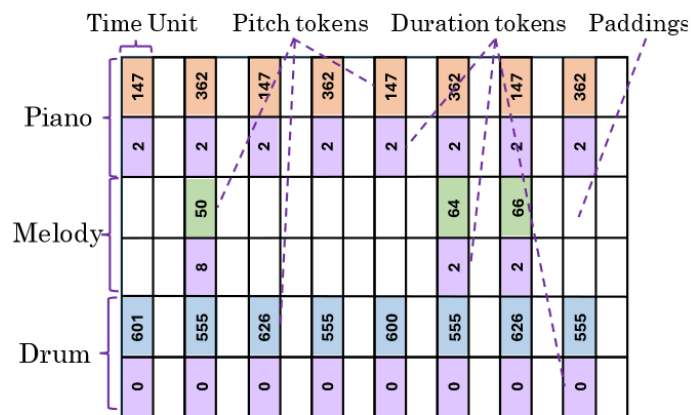 Time Unit Pitch tokens Duration tokens Paddings
Piano
147 362 147 362 147 362 147 362
2 2 2 2 2 2 2 2
Melody
50 64 66
8 2 2
Drum
601 555 626 555 600 555 626 555
0 0 0 0 0 0 0 0